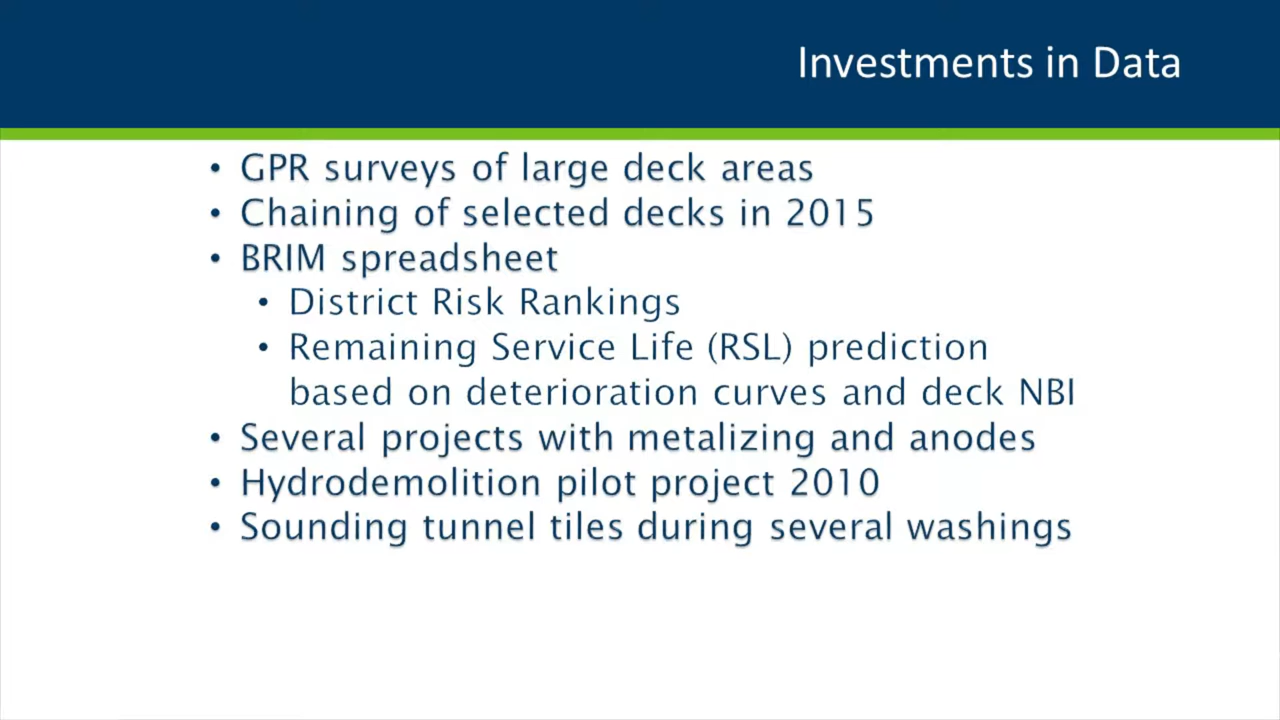 Investments in Data
• GPR surveys of large deck areas
• Chaining of selected decks in 2015
• BRIM spreadsheet
• District Risk Rankings
• Remaining Service Life (RSL) prediction
based on deterioration curves and deck NBI
• Several projects with metalizing and anodes
• Hydrodemolition pilot project 2010
• Sounding tunnel tiles during several washings